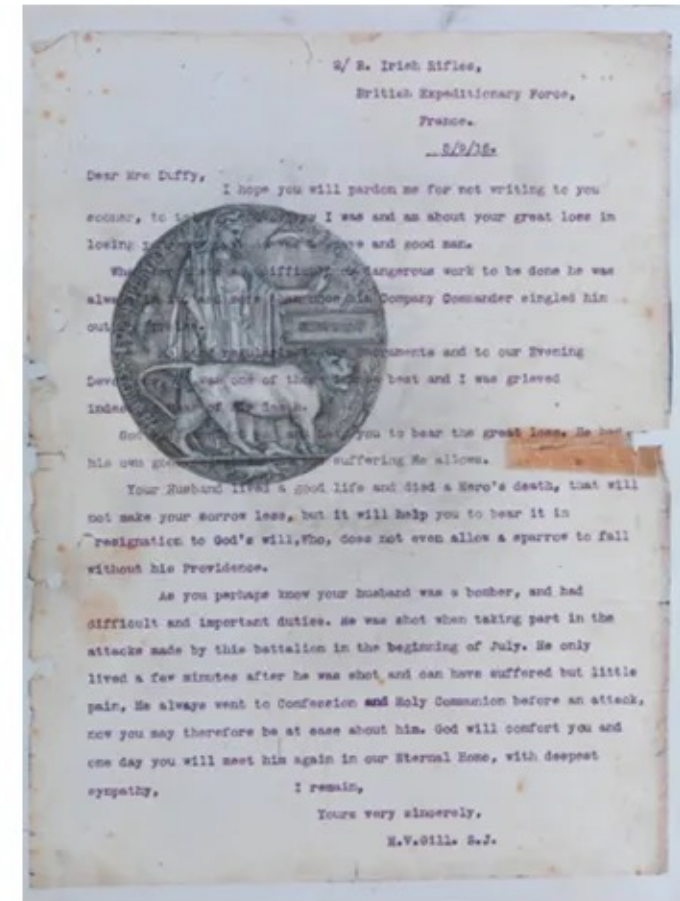 2/ R. Irish Rifles,
British Expeditionary Force,
France.
Dear Mrs Duffy,
I hope you will pardon me for not writing to you
sooner, to I was and am about your great loss in
losing and good man.
difficult dangerous work to be done he was
his Company Commander singled him
out
and to our Evening
was one of the best and I was grieved
you to bear the great loss. He has
his own suffering He allows.
Your Husband lived a good life and died a Hero's death, that will
not make your sorrow less, but it will help you to bear it in
resignation to God's will,Who, does not even allow a sparrow to fall
without his Providence.
As you perhaps know your husband was a bomber, and had
difficult and important duties. He was shot when taking part in the
attacks made by this battalion in the beginning of July. He only
lived a few minutes after he was shot and can have suffered but little
pain, He always went to Confession and Holy Communion before an attack,
now you may therefore be at ease about him. God will comfort you and
one day you will meet him again in our Eternal Home, with deepest
sympathy, I remain,
Yours very sincerely,
H.V.Gill. S.J.